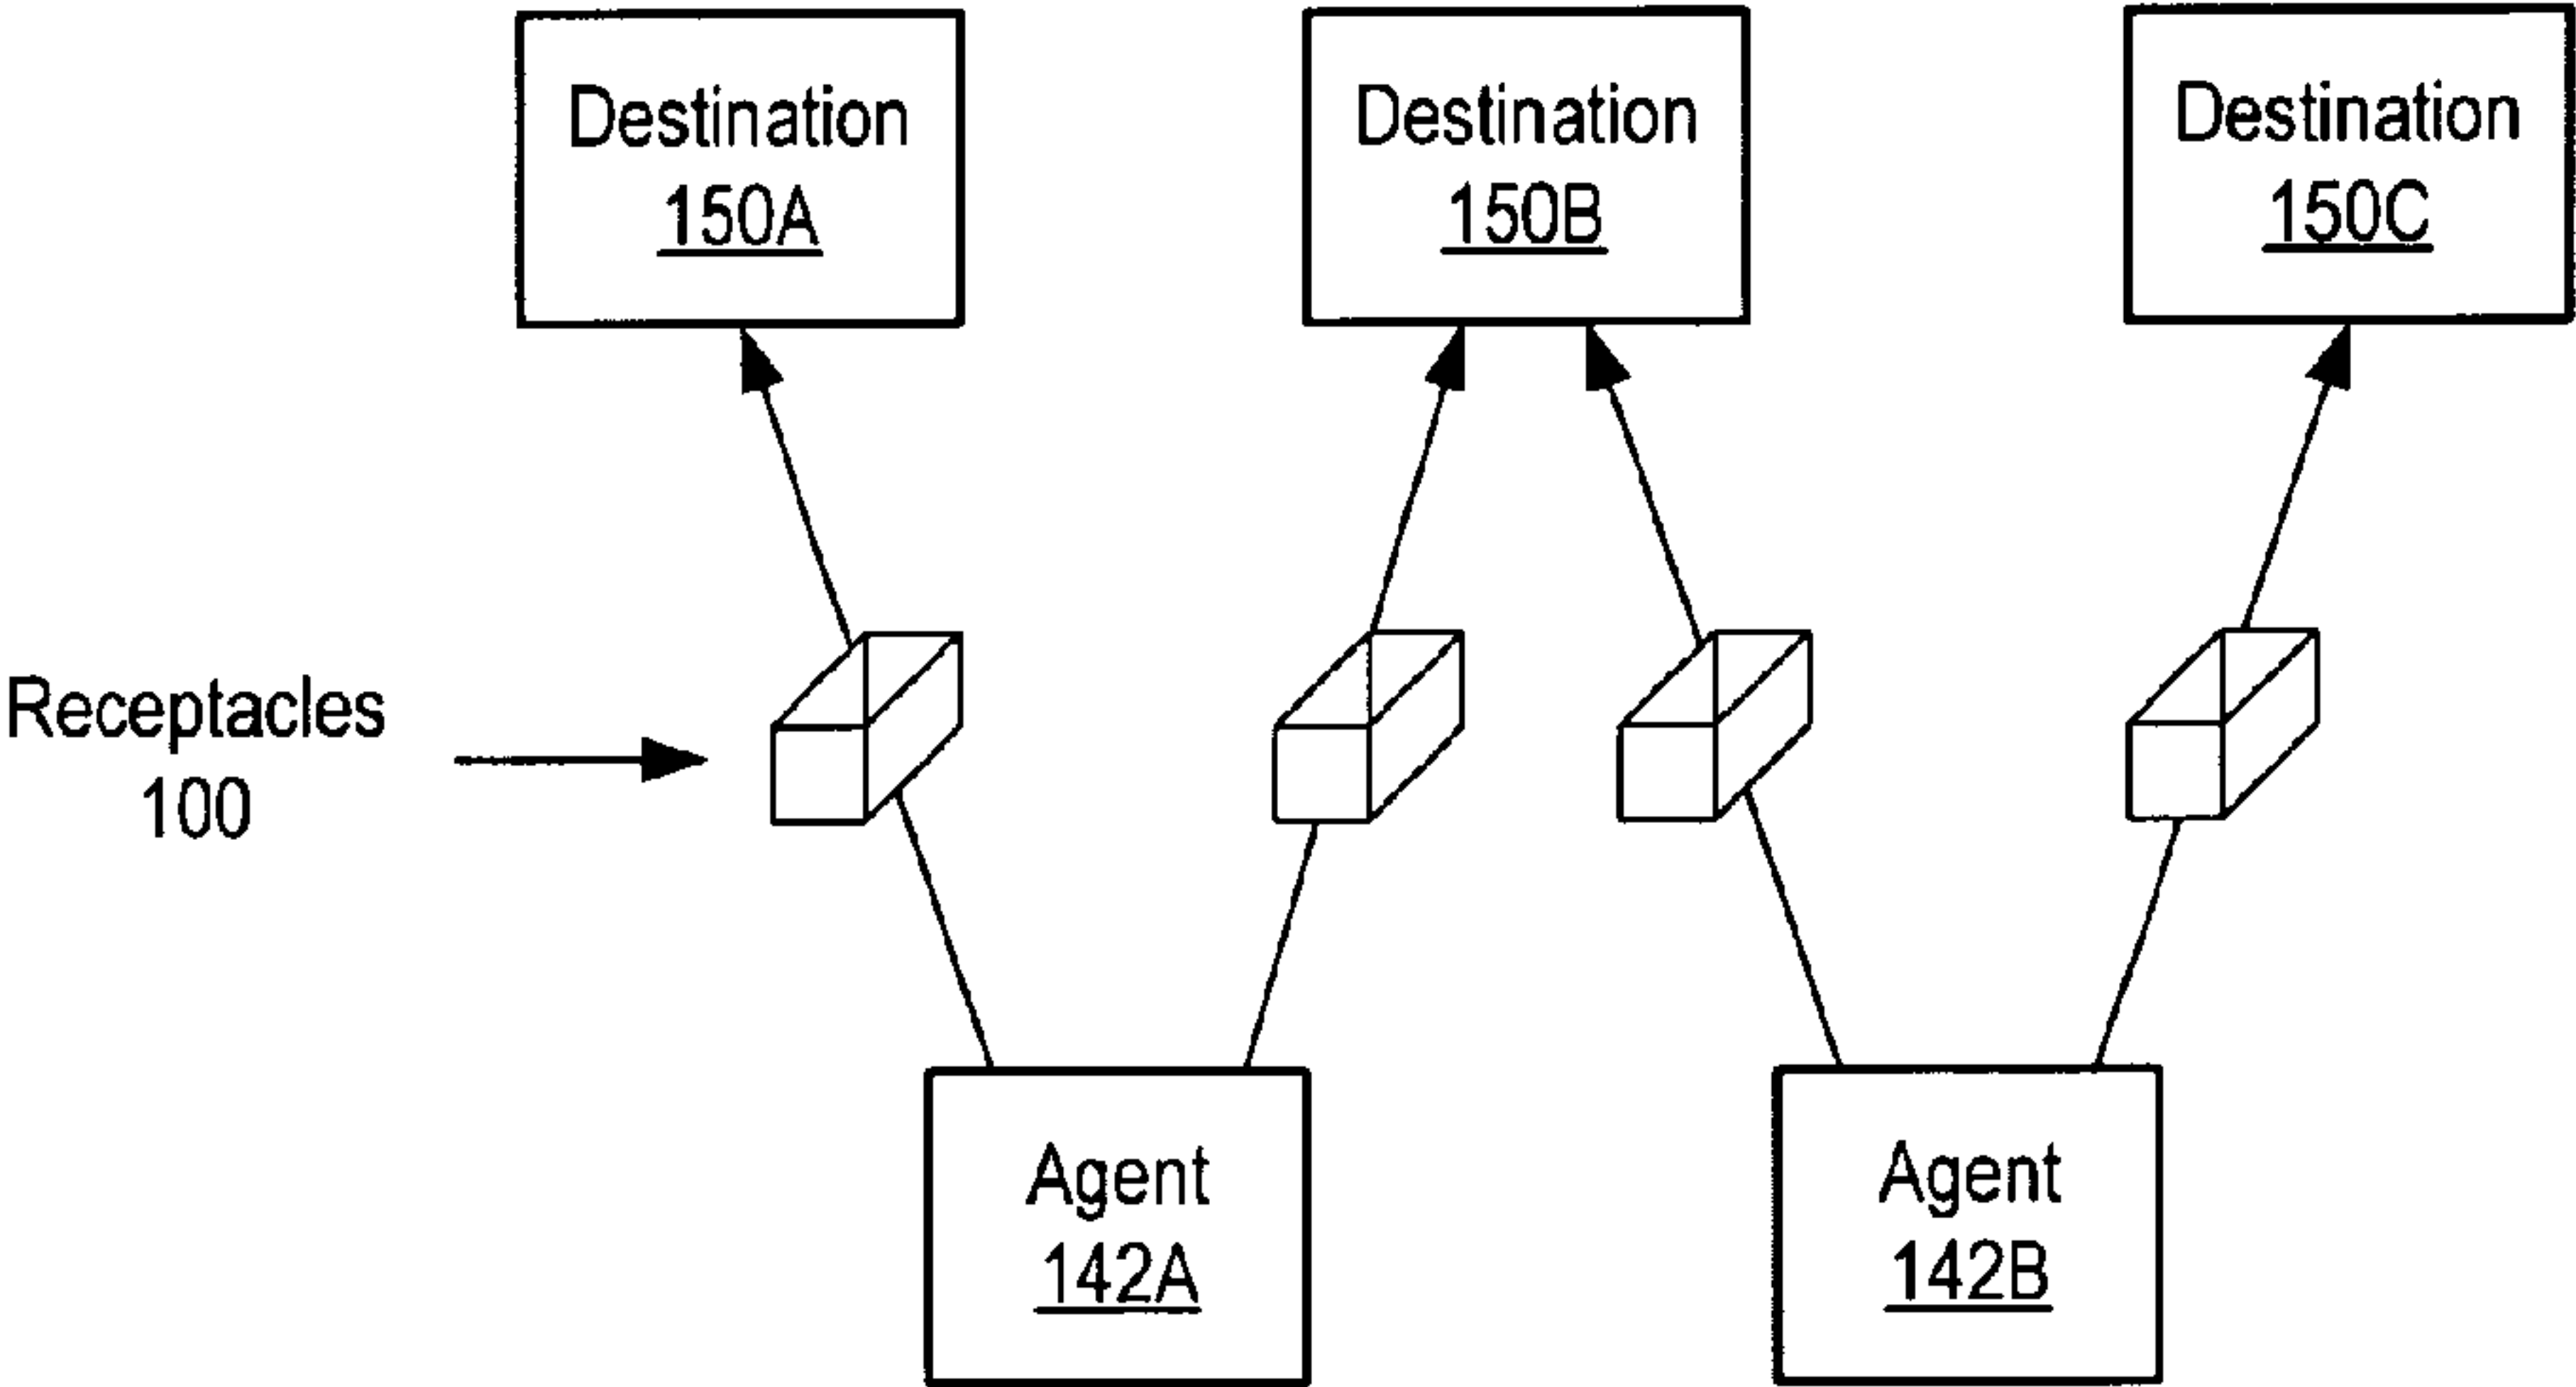 Destination
150A
Destination
150B
Destination
150C
Receptacles
100
Agent
142A
Agent
142B